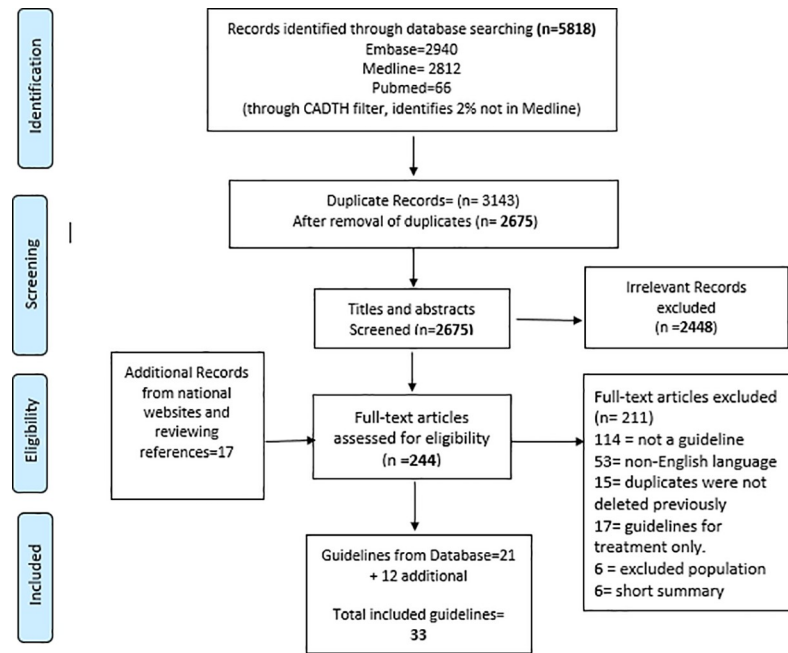 Identification
Records identified through database searching (n=5818)
Embase=2940
Medline= 2812
Pubmed=66
(through CADTH filter, identifies 2% not in Medline)
Screening
Duplicate Records= (n= 3143)
After removal of duplicates (n= 2675)
Titles and abstracts
Screened (n=2675)
Irrelevant Records
excluded
(n =2448)
Eligibility
Additional Records
from national
websites and
reviewing
references=17
Full-text articles
assessed for eligibility
(n =244)
Full-text articles excluded
(n= 211)
114 = not a guideline
53= non-English language
15= duplicates were not
deleted previously
17= guidelines for
treatment only.
6 = excluded population
6= short summary
Included
Guidelines from Database=21
+ 12 additional
Total included guidelines=
33